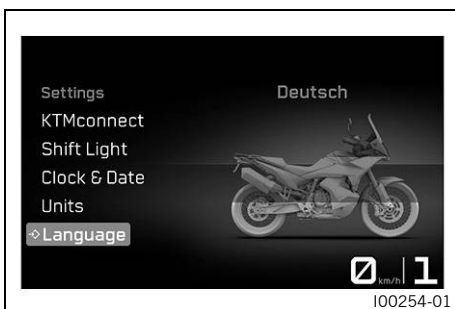 Settings
Deutsch
KTMconnect
Shift Light
Clock & Date
Units
Language
0 km/h 1
I00254-01